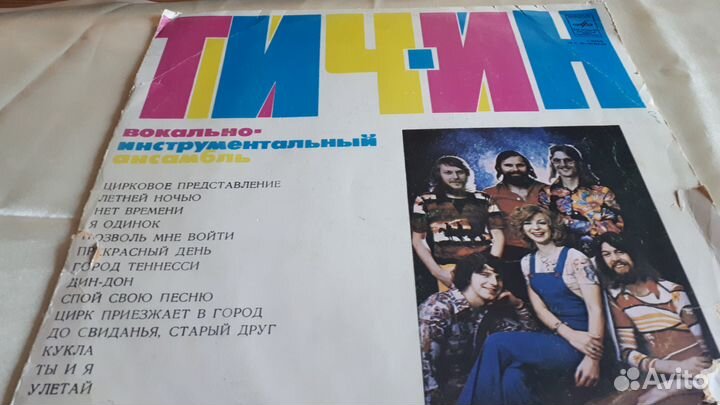 ТИЧ·ИН
вокально-
инструментальный
ансамбль
ЦИРКОВОЕ ПРЕДСТАВЛЕНИЕ
ЛЕТНЕЙ НОЧЬЮ
НЕТ ВРЕМЕНИ
Я ОДИНОК
ПОЗВОЛЬ МНЕ ВОЙТИ
ПРЕКРАСНЫЙ ДЕНЬ
ГОРОД ТЕННЕССИ
ДИН-ДОН
СПОЙ СВОЮ ПЕСНЮ
ЦИРК ПРИЕЗЖАЕТ В ГОРОД
ДО СВИДАНЬЯ, СТАРЫЙ ДРУГ
КУКЛА
ТЫ И Я
УЛЕТАЙ
Avito